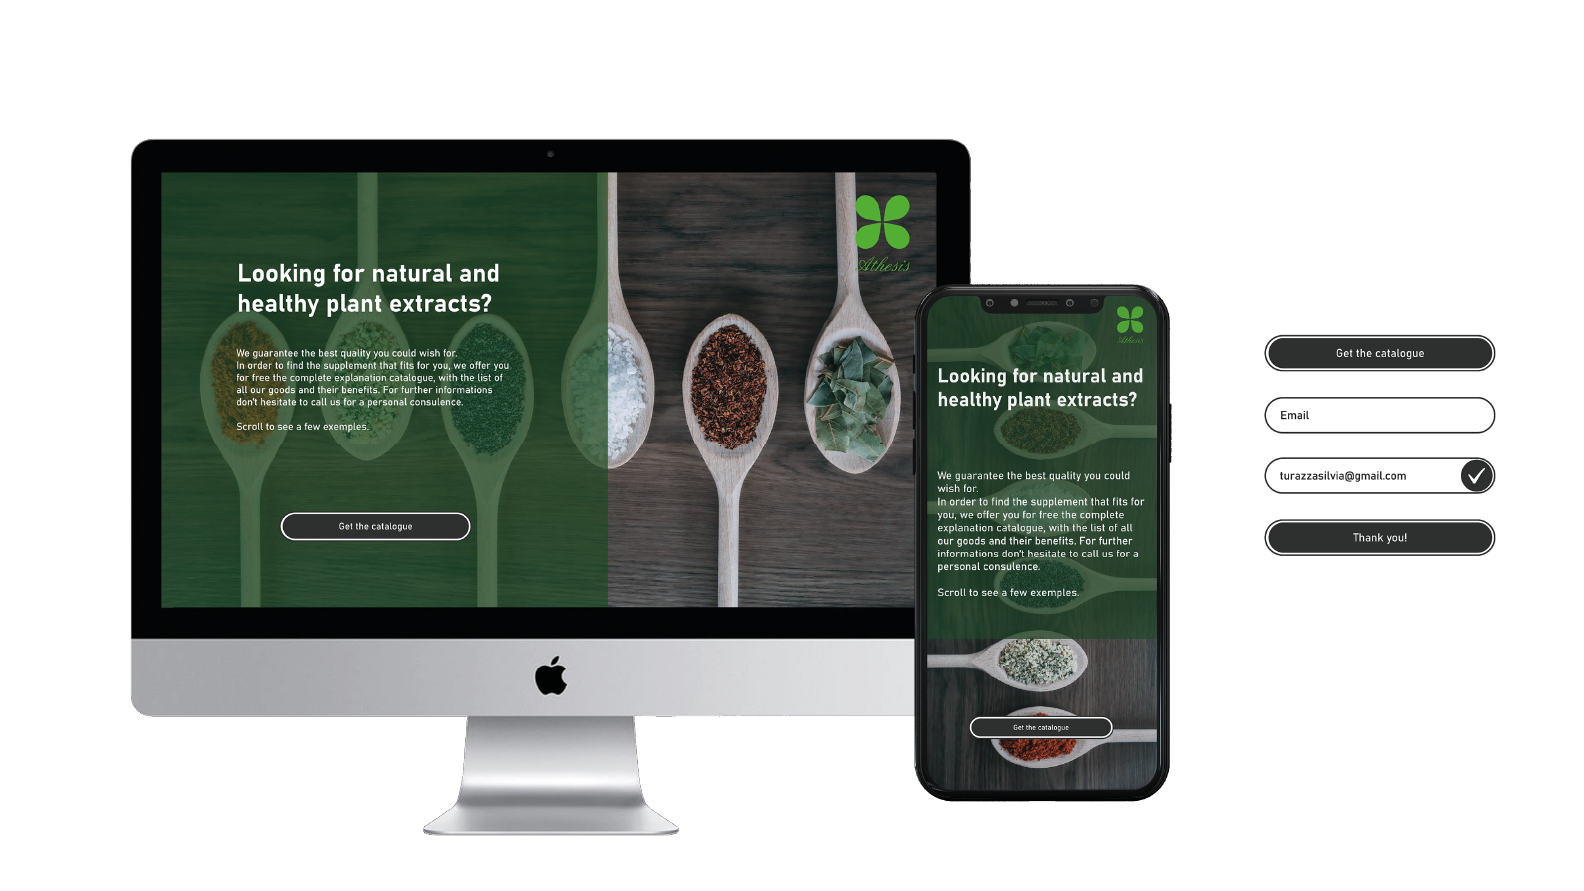 Looking for natural and
healthy plant extracts?
We guarantee the best quality you could wish for.
In order to find the supplement that fits for you, we offer you
for free the complete explanation catalogue, with the list of
all our goods and their benefits. For further informations
don't hesitate to call us for a personal consulence.
Scroll to see a few exemples.
Get the catalogue
Athesis
Athesis
Looking for natural and
healthy plant extracts?
We guarantee the best quality you could
wish for.
In order to find the supplement that fits for
you, we offer you for free the complete
explanation catalogue, with the list of all
our goods and their benefits. For further
informations don't hesitate to call us for a
personal consulence.
Scroll to see a few exemples.
Get the catalogue
Get the catalogue
Email
turazzasilvia@gmail.com
Thank you!